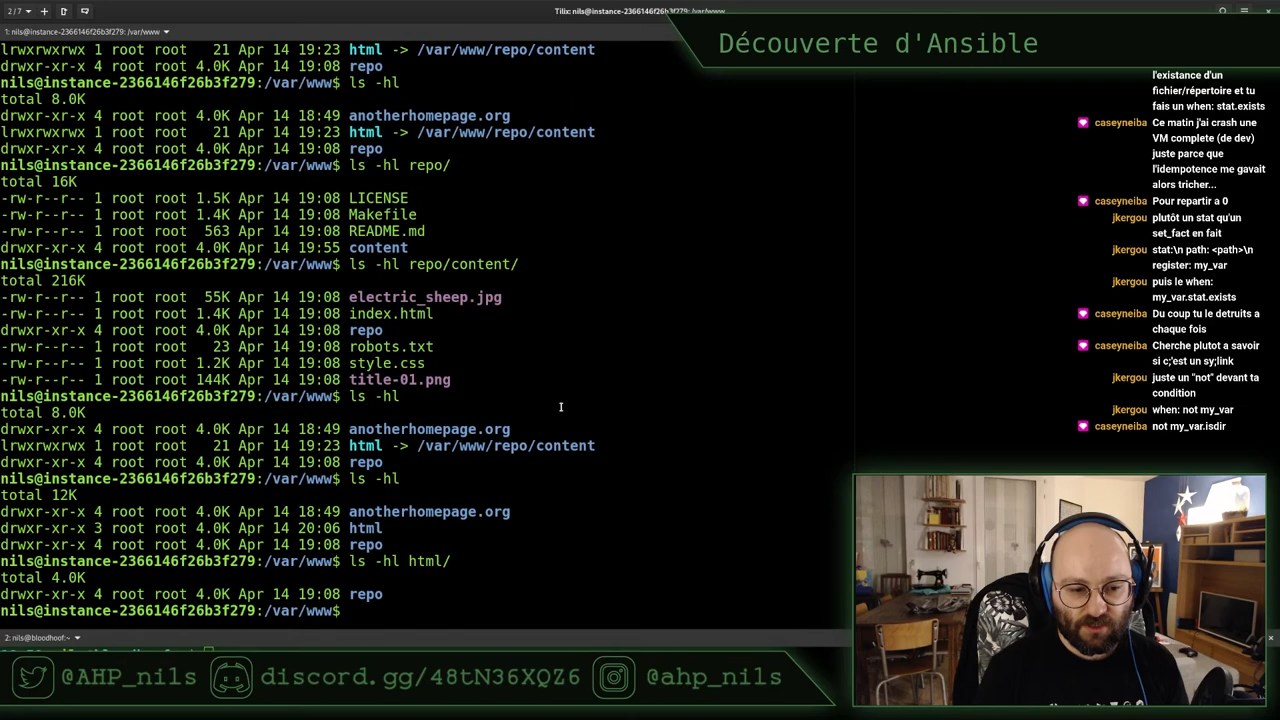 2/7
Tilix: nils@instance-2366146f26b3f279: /var/www
1: nils@instance-2366146f26b3f279: /var/www
Découverte d'Ansible
lrwxrwxrwx 1 root root   21 Apr 14 19:23 html -> /var/www/repo/content
drwxr-xr-x 4 root root 4.0K Apr 14 19:08 repo
nils@instance-2366146f26b3f279:/var/www$ ls -hl
total 8.0K
drwxr-xr-x 4 root root 4.0K Apr 14 18:49 anotherhomepage.org
lrwxrwxrwx 1 root root   21 Apr 14 19:23 html -> /var/www/repo/content
drwxr-xr-x 4 root root 4.0K Apr 14 19:08 repo
nils@instance-2366146f26b3f279:/var/www$ ls -hl repo/
total 16K
-rw-r--r-- 1 root root 1.5K Apr 14 19:08 LICENSE
-rw-r--r-- 1 root root 1.4K Apr 14 19:08 Makefile
-rw-r--r-- 1 root root  563 Apr 14 19:08 README.md
drwxr-xr-x 4 root root 4.0K Apr 14 19:55 content
nils@instance-2366146f26b3f279:/var/www$ ls -hl repo/content/
total 216K
-rw-r--r-- 1 root root  55K Apr 14 19:08 electric_sheep.jpg
-rw-r--r-- 1 root root 1.4K Apr 14 19:08 index.html
drwxr-xr-x 4 root root 4.0K Apr 14 19:08 repo
-rw-r--r-- 1 root root   23 Apr 14 19:08 robots.txt
-rw-r--r-- 1 root root 1.2K Apr 14 19:08 style.css
-rw-r--r-- 1 root root 144K Apr 14 19:08 title-01.png
nils@instance-2366146f26b3f279:/var/www$ ls -hl
total 8.0K
drwxr-xr-x 4 root root 4.0K Apr 14 18:49 anotherhomepage.org
lrwxrwxrwx 1 root root   21 Apr 14 19:23 html -> /var/www/repo/content
drwxr-xr-x 4 root root 4.0K Apr 14 19:08 repo
nils@instance-2366146f26b3f279:/var/www$ ls -hl
total 12K
drwxr-xr-x 4 root root 4.0K Apr 14 18:49 anotherhomepage.org
drwxr-xr-x 3 root root 4.0K Apr 14 20:06 html
drwxr-xr-x 4 root root 4.0K Apr 14 19:08 repo
nils@instance-2366146f26b3f279:/var/www$ ls -hl html/
total 4.0K
drwxr-xr-x 4 root root 4.0K Apr 14 19:08 repo
nils@instance-2366146f26b3f279:/var/www$
2: nils@bloodhoof:~
l'existance d'un
fichier/répertoire et tu
fais un when: stat.exists
caseyneiba Ce matin j'ai crash une
VM complete (de dev)
juste parce que
l'idempotence me gavait
alors tricher...
caseyneiba Pour repartir a 0
jkergou plutôt un stat qu'un
set_fact en fait
jkergou stat:\n path: <path>\n
register: my_var
jkergou puis le when:
my_var.stat.exists
caseyneiba Du coup tu le detruits a
chaque fois
caseyneiba Cherche plutot a savoir
si c;'est un sy;link
jkergou juste un "not" devant ta
condition
jkergou when: not my_var
caseyneiba not my_var.isdir
@AHP_nils
discord.gg/48tN36XQZ6
@ahp_nils